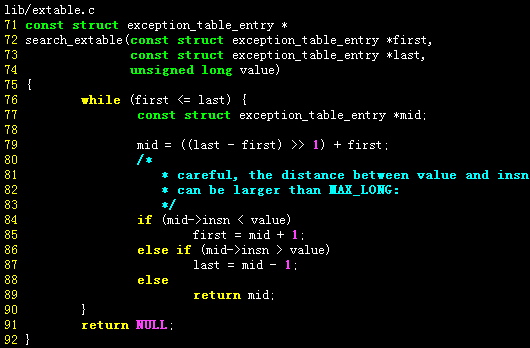 lib/extable.c
71 const struct exception_table_entry *
72 search_extable(const struct exception_table_entry *first,
73                const struct exception_table_entry *last,
74                unsigned long value)
75 {
76         while (first <= last) {
77                 const struct exception_table_entry *mid;
78
79                 mid = ((last - first) >> 1) + first;
80                 /*
81                  * careful, the distance between value and insn
82                  * can be larger than MAX_LONG:
83                  */
84                 if (mid->insn < value)
85                         first = mid + 1;
86                 else if (mid->insn > value)
87                         last = mid - 1;
88                 else
89                         return mid;
90         }
91         return NULL;
92 }